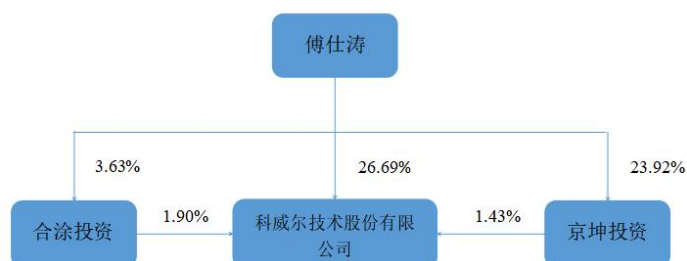 傅仕涛
3.63%
26.69%
23.92%
合涂投资
1.90%
科威尔技术股份有限
公司
1.43%
京坤投资